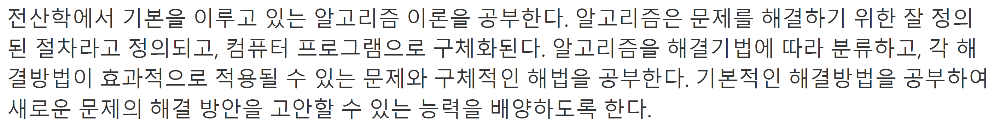 전산학에서 기본을 이루고 있는 알고리즘 이론을 공부한다. 알고리즘은 문제를 해결하기 위한 잘 정의
된 절차라고 정의되고, 컴퓨터 프로그램으로 구체화된다. 알고리즘을 해결기법에 따라 분류하고, 각 해
결방법이 효과적으로 적용될 수 있는 문제와 구체적인 해법을 공부한다. 기본적인 해결방법을 공부하여
새로운 문제의 해결 방안을 고안할 수 있는 능력을 배양하도록 한다.